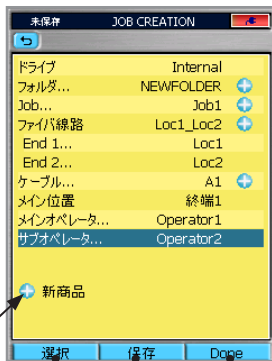 未保存 JOB CREATION
ドライブ Internal
フォルダ... NEWFOLDER
Job... Job1
ファイバ線路 Loc1_Loc2
End 1... Loc1
End 2... Loc2
ケーブル... A1
メイン位置 終端1
メインオペレータ... Operator1
サブオペレータ... Operator2
新商品
選択 保存 Done